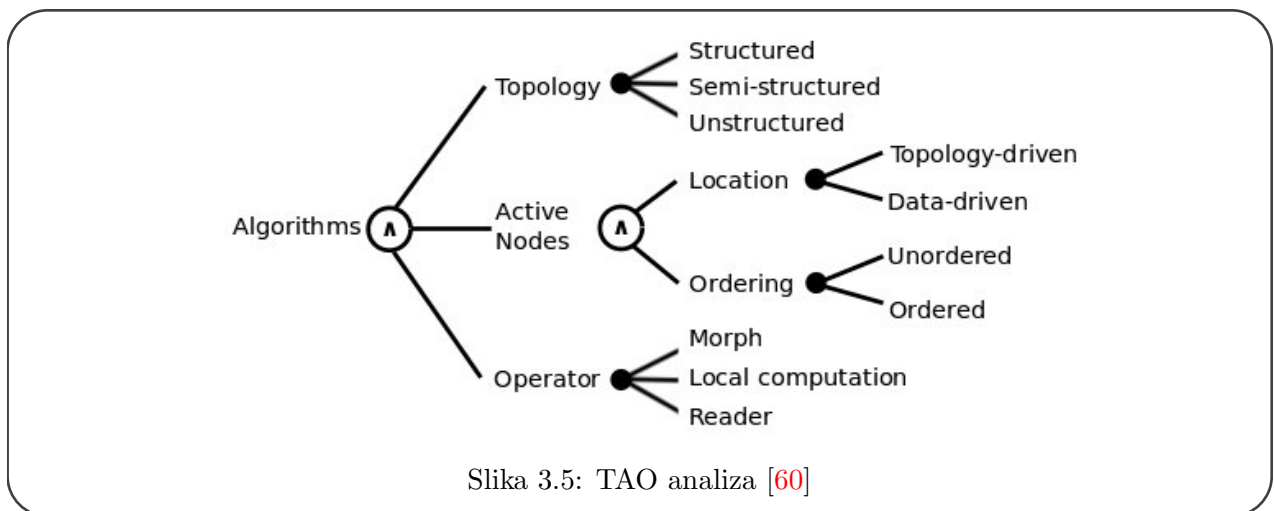 Structured
Topology
Semi-structured
Unstructured
Topology-driven
Location
Data-driven
Algorithms
∧
Active
Nodes
∧
Unordered
Ordering
Ordered
Morph
Operator
Local computation
Reader
Slika 3.5: TAO analiza [60]